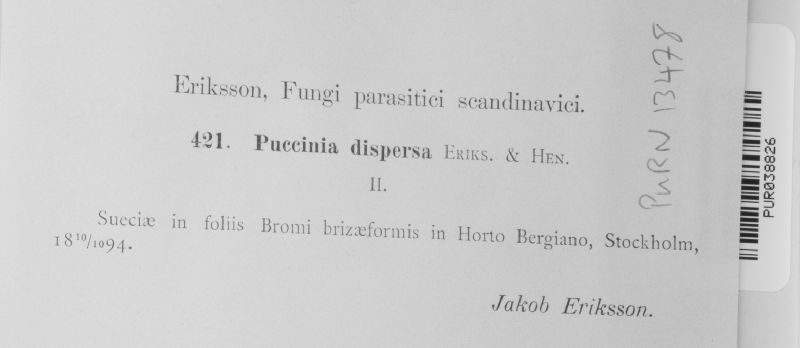 Eriksson, Fungi parasitici scandinavici.
421. Puccinia dispersa ERIKS. & HEN.
II.
Sueciæ in foliis Bromi brizæformis in Horto Bergiano, Stockholm,
18¹⁰/₁₀94.
Jakob Eriksson.
PURN 13478
PUR038826